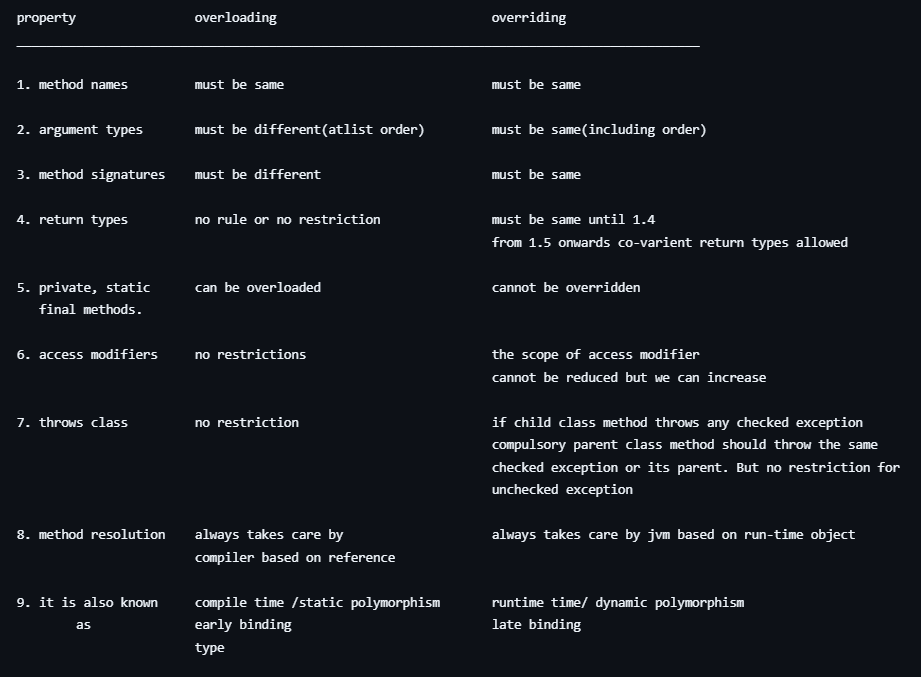 property overloading overriding
1. method names must be same must be same
2. argument types must be different(atlist order) must be same(including order)
3. method signatures must be different must be same
4. return types no rule or no restriction must be same until 1.4
from 1.5 onwards co-varient return types allowed
5. private, static can be overloaded cannot be overridden
final methods.
6. access modifiers no restrictions the scope of access modifier
cannot be reduced but we can increase
7. throws class no restriction if child class method throws any checked exception
compulsory parent class method should throw the same
checked exception or its parent. But no restriction for
unchecked exception
8. method resolution always takes care by always takes care by jvm based on run-time object
compiler based on reference
9. it is also known compile time /static polymorphism runtime time/ dynamic polymorphism
as early binding late binding
type